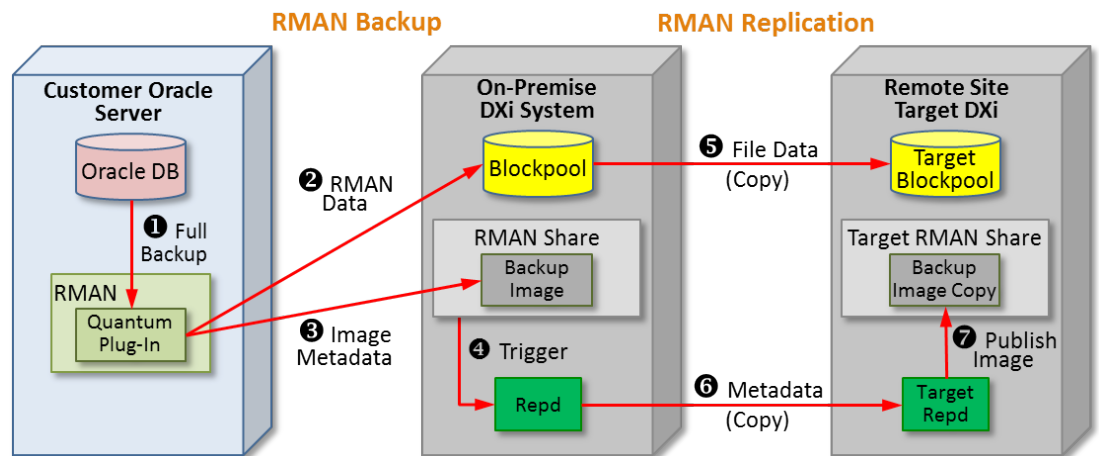 RMAN Backup
RMAN Replication
Customer Oracle
Server
Oracle DB
❶ Full
Backup
RMAN
Quantum
Plug-In
❷ RMAN
Data
❸ Image
Metadata
On-Premise
DXi System
Blockpool
RMAN Share
Backup
Image
❹ Trigger
Repd
❺ File Data
(Copy)
❻ Metadata
(Copy)
Remote Site
Target DXi
Target
Blockpool
Target RMAN Share
Backup
Image Copy
❼ Publish
Image
Target
Repd